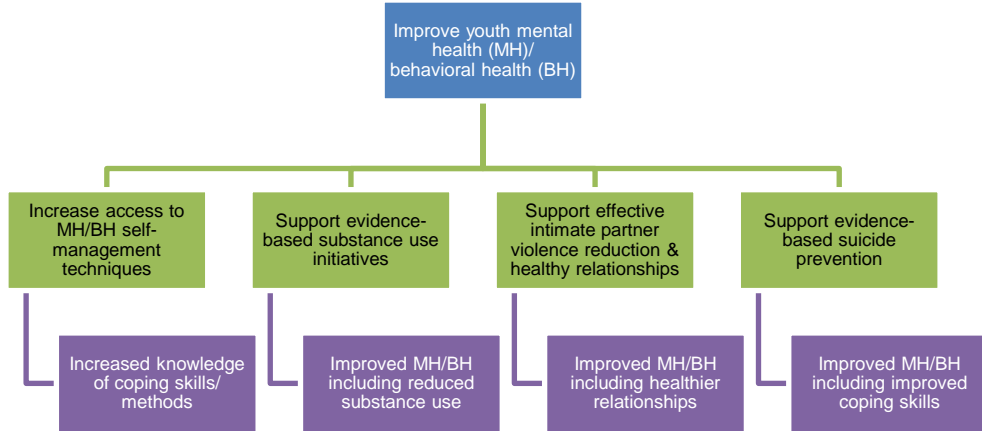 Improve youth mental
health (MH)/
behavioral health (BH)
Increase access to
MH/BH self-
management
techniques
Support evidence-
based substance use
initiatives
Support effective
intimate partner
violence reduction &
healthy relationships
Support evidence-
based suicide
prevention
Increased knowledge
of coping skills/
methods
Improved MH/BH
including reduced
substance use
Improved MH/BH
including healthier
relationships
Improved MH/BH
including improved
coping skills